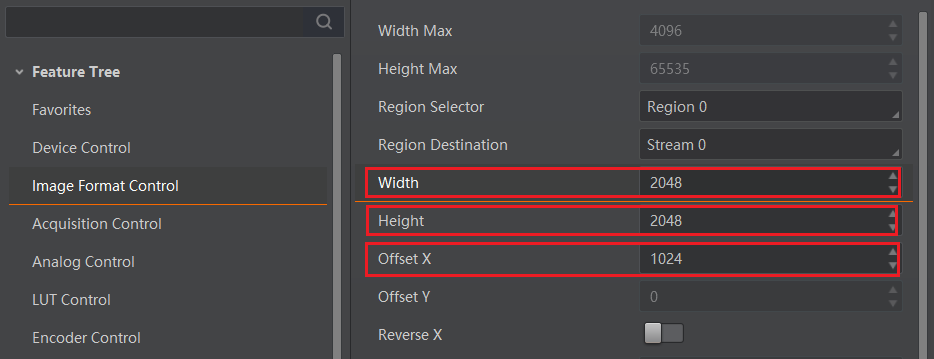 Feature Tree
Favorites
Device Control
Image Format Control
Acquisition Control
Analog Control
LUT Control
Encoder Control
Width Max 4096
Height Max 65535
Region Selector Region 0
Region Destination Stream 0
Width 2048
Height 2048
Offset X 1024
Offset Y 0
Reverse X